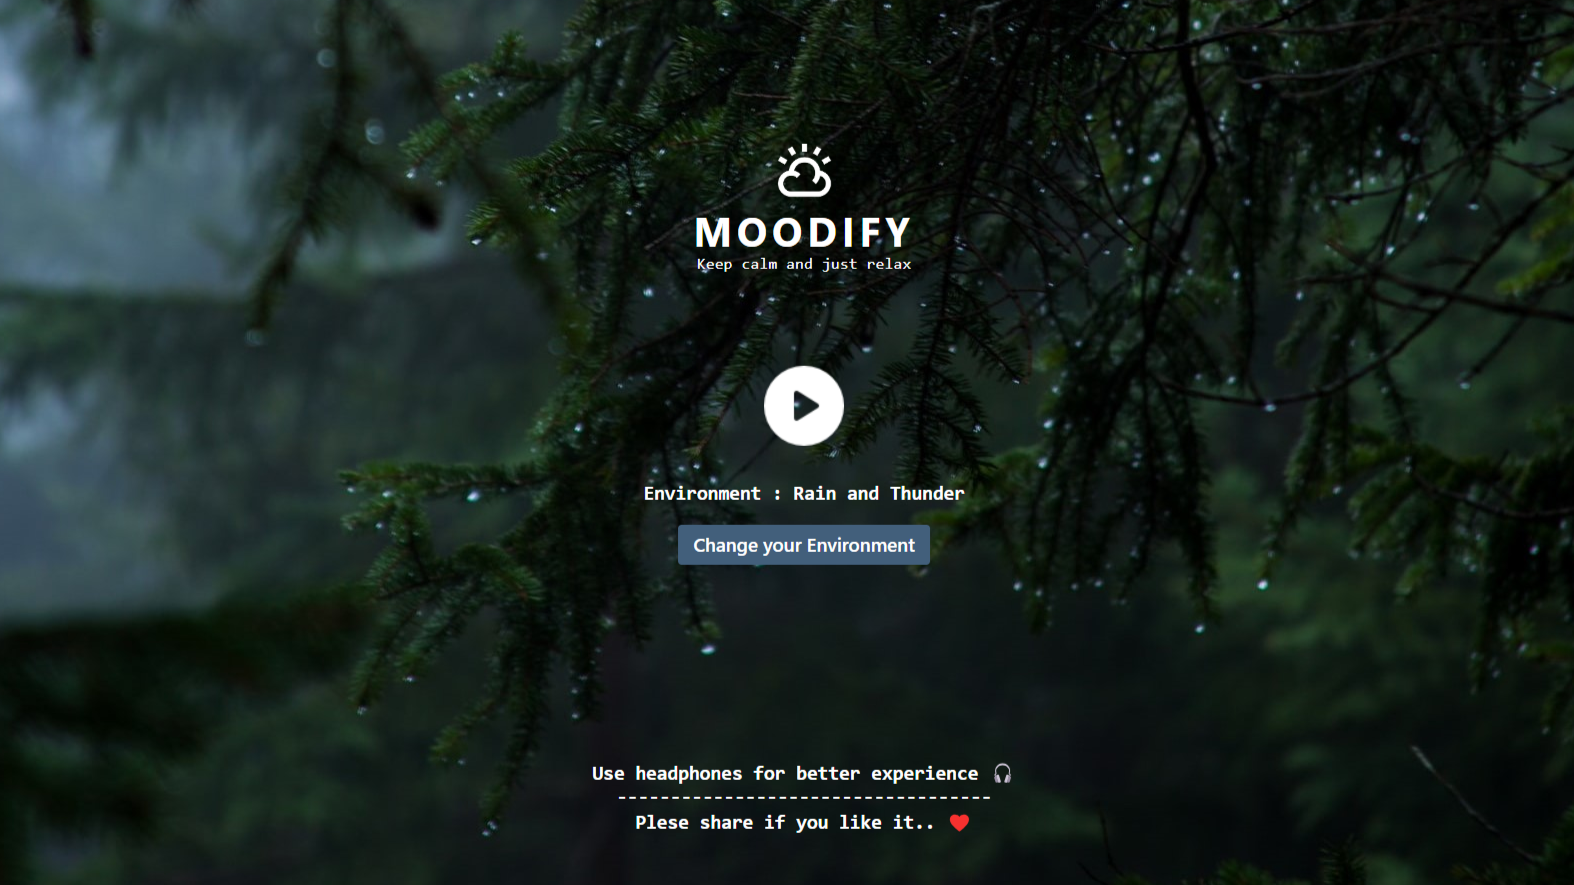 MOODIFY
Keep calm and just relax
Environment : Rain and Thunder
Change your Environment
Use headphones for better experience 🎧
-----------------------------------
Plese share if you like it.. ❤️